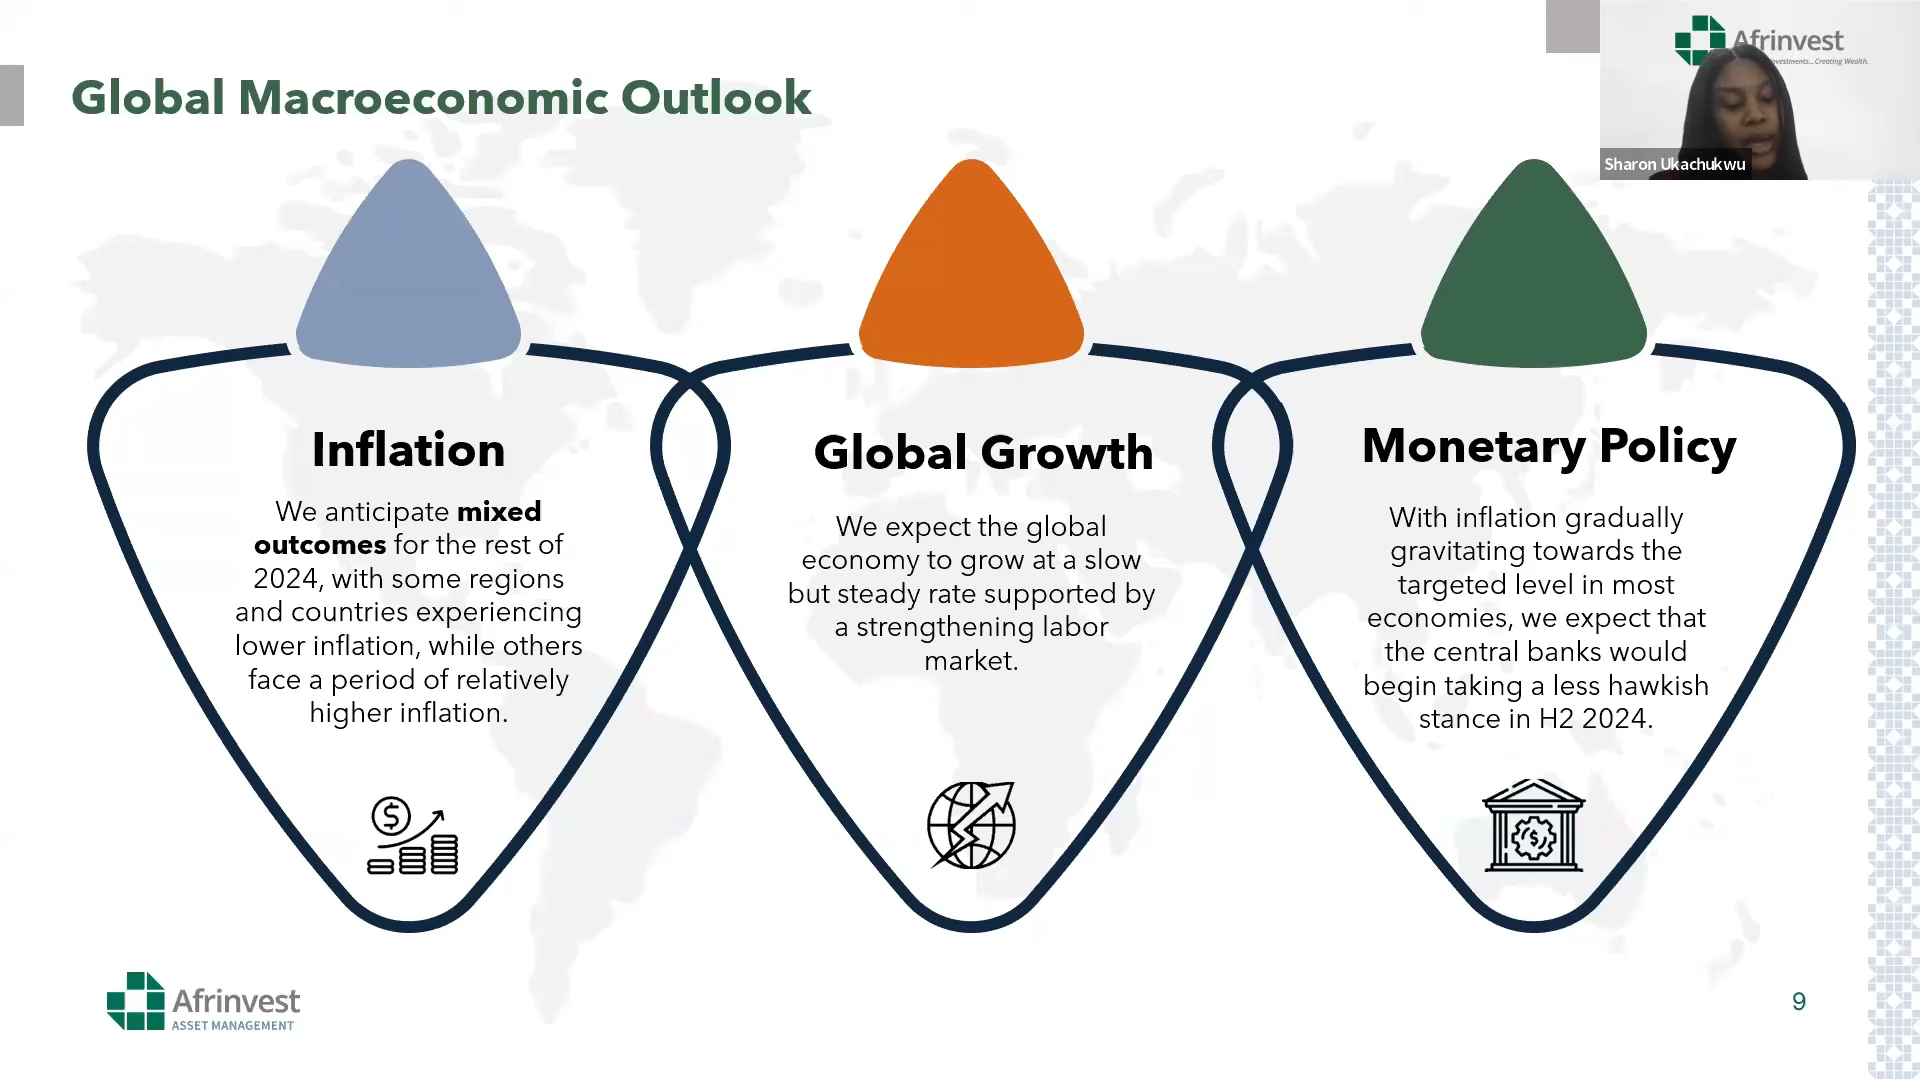 Global Macroeconomic Outlook
Afrinvest
Investments...Creating Wealth.
Sharon Ukachukwu
Inflation
We anticipate mixed
outcomes for the rest of
2024, with some regions
and countries experiencing
lower inflation, while others
face a period of relatively
higher inflation.
$
Global Growth
We expect the global
economy to grow at a slow
but steady rate supported by
a strengthening labor
market.
Monetary Policy
With inflation gradually
gravitating towards the
targeted level in most
economies, we expect that
the central banks would
begin taking a less hawkish
stance in H2 2024.
$
Afrinvest
ASSET MANAGEMENT
9